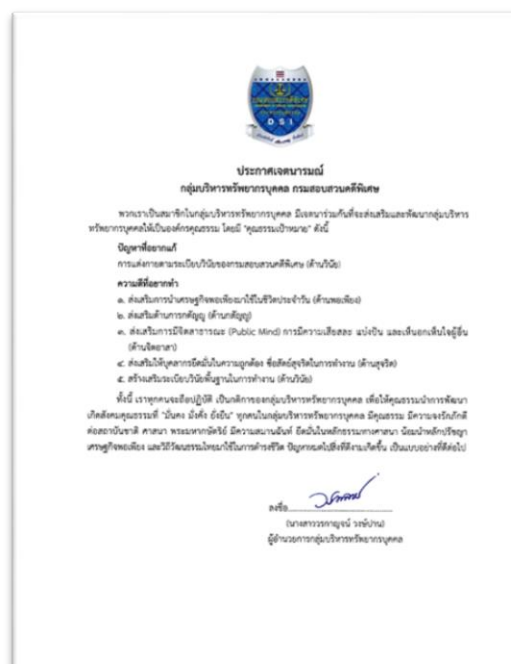 DSI
ประกาศเจตนารมณ์
กลุ่มบริหารทรัพยากรบุคคล กรมสอบสวนคดีพิเศษ
พวกเราเป็นสมาชิกในกลุ่มบริหารทรัพยากรบุคคล มีเจตนาร่วมกันที่จะส่งเสริมและพัฒนากลุ่มบริหาร
ทรัพยากรบุคคลให้เป็นองค์กรคุณธรรม โดยมี "คุณธรรมเป้าหมาย" ดังนี้
ปัญหาที่อยากแก้
การแต่งกายตามระเบียบวินัยของกรมสอบสวนคดีพิเศษ (ด้านวินัย)
ความดีที่อยากทำ
๑. ส่งเสริมการนำเศรษฐกิจพอเพียงมาใช้ในชีวิตประจำวัน (ด้านพอเพียง)
๒. ส่งเสริมด้านการกตัญญู (ด้านกตัญญู)
๓. ส่งเสริมการมีจิตสาธารณะ (Public Mind) การมีความเสียสละ แบ่งปัน และเห็นอกเห็นใจผู้อื่น
(ด้านจิตอาสา)
๔. ส่งเสริมให้บุคลากรยึดมั่นในความถูกต้อง ซื่อสัตย์สุจริตในการทำงาน (ด้านสุจริต)
๕. สร้างเสริมระเบียบวินัยพื้นฐานในการทำงาน (ด้านวินัย)
ทั้งนี้ เราทุกคนจะถือปฏิบัติ เป็นกติกาของกลุ่มบริหารทรัพยากรบุคคล เพื่อให้คุณธรรมนำการพัฒนา
เกิดสังคมคุณธรรมที่ "มั่นคง มั่งคั่ง ยั่งยืน" ทุกคนในกลุ่มบริหารทรัพยากรบุคคล มีคุณธรรม มีความจงรักภักดี
ต่อสถาบันชาติ ศาสนา พระมหากษัตริย์ มีความสมานฉันท์ ยึดมั่นในหลักธรรมทางศาสนา น้อมนำหลักปรัชญา
เศรษฐกิจพอเพียง และวิถีวัฒนธรรมไทยมาใช้ในการดำรงชีวิต ปัญหาหมดไปสิ่งที่ดีงามเกิดขึ้น เป็นแบบอย่างที่ดีต่อไป
ลงชื่อ
(นางสาววรกาญจน์ วงษ์ปาน)
ผู้อำนวยการกลุ่มบริหารทรัพยากรบุคคล